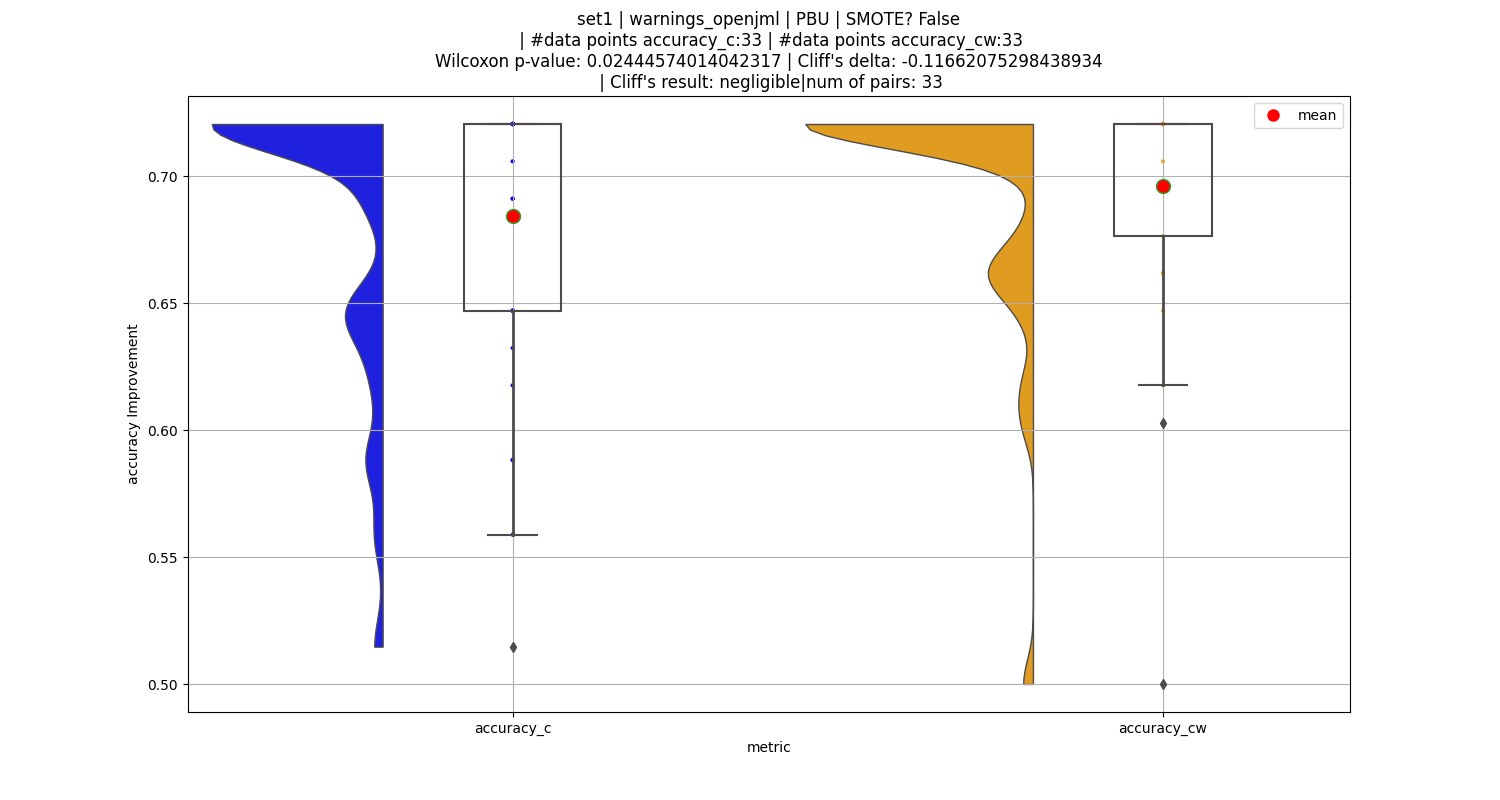 set1 | warnings_openjml | PBU | SMOTE? False
| #data points accuracy_c:33 | #data points accuracy_cw:33
Wilcoxon p-value: 0.02444574014042317 | Cliff's delta: -0.11662075298438934
| Cliff's result: negligible|num of pairs: 33
mean
accuracy Improvement
0.70
0.65
0.60
0.55
0.50
accuracy_c
accuracy_cw
metric